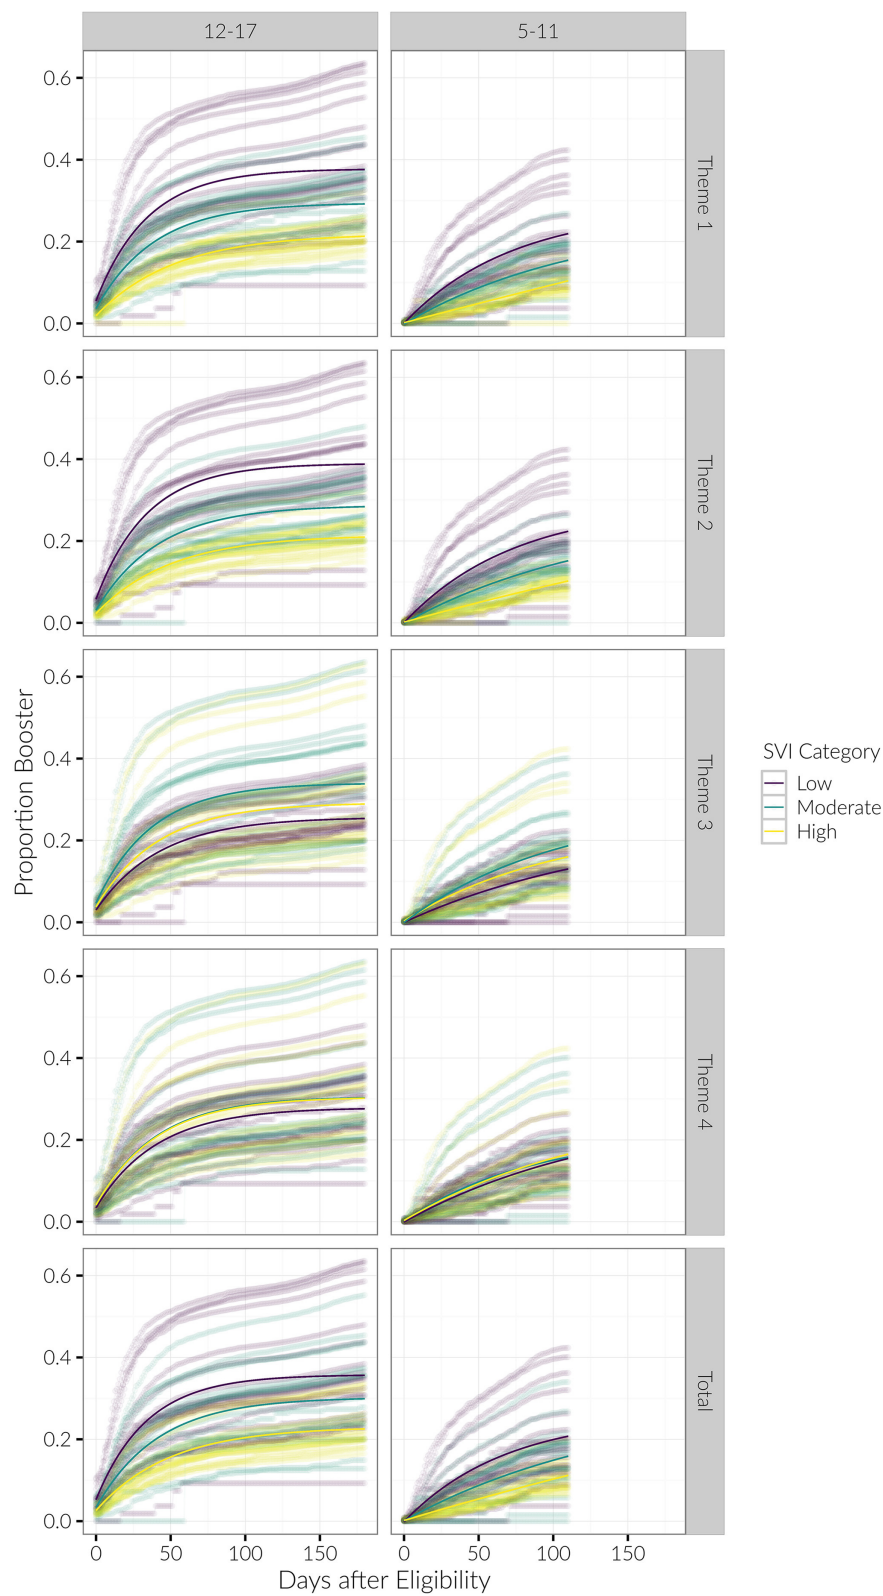 12-17
5-11
0.6
0.4
0.2
0.0
Theme 1
0.6
0.4
0.2
0.0
Theme 2
0.6
0.4
0.2
0.0
Theme 3
0.6
0.4
0.2
0.0
Theme 4
0.6
0.4
0.2
0.0
Total
0 50 100 150
0 50 100 150
Days after Eligibility
Proportion Booster
SVI Category
Low
Moderate
High